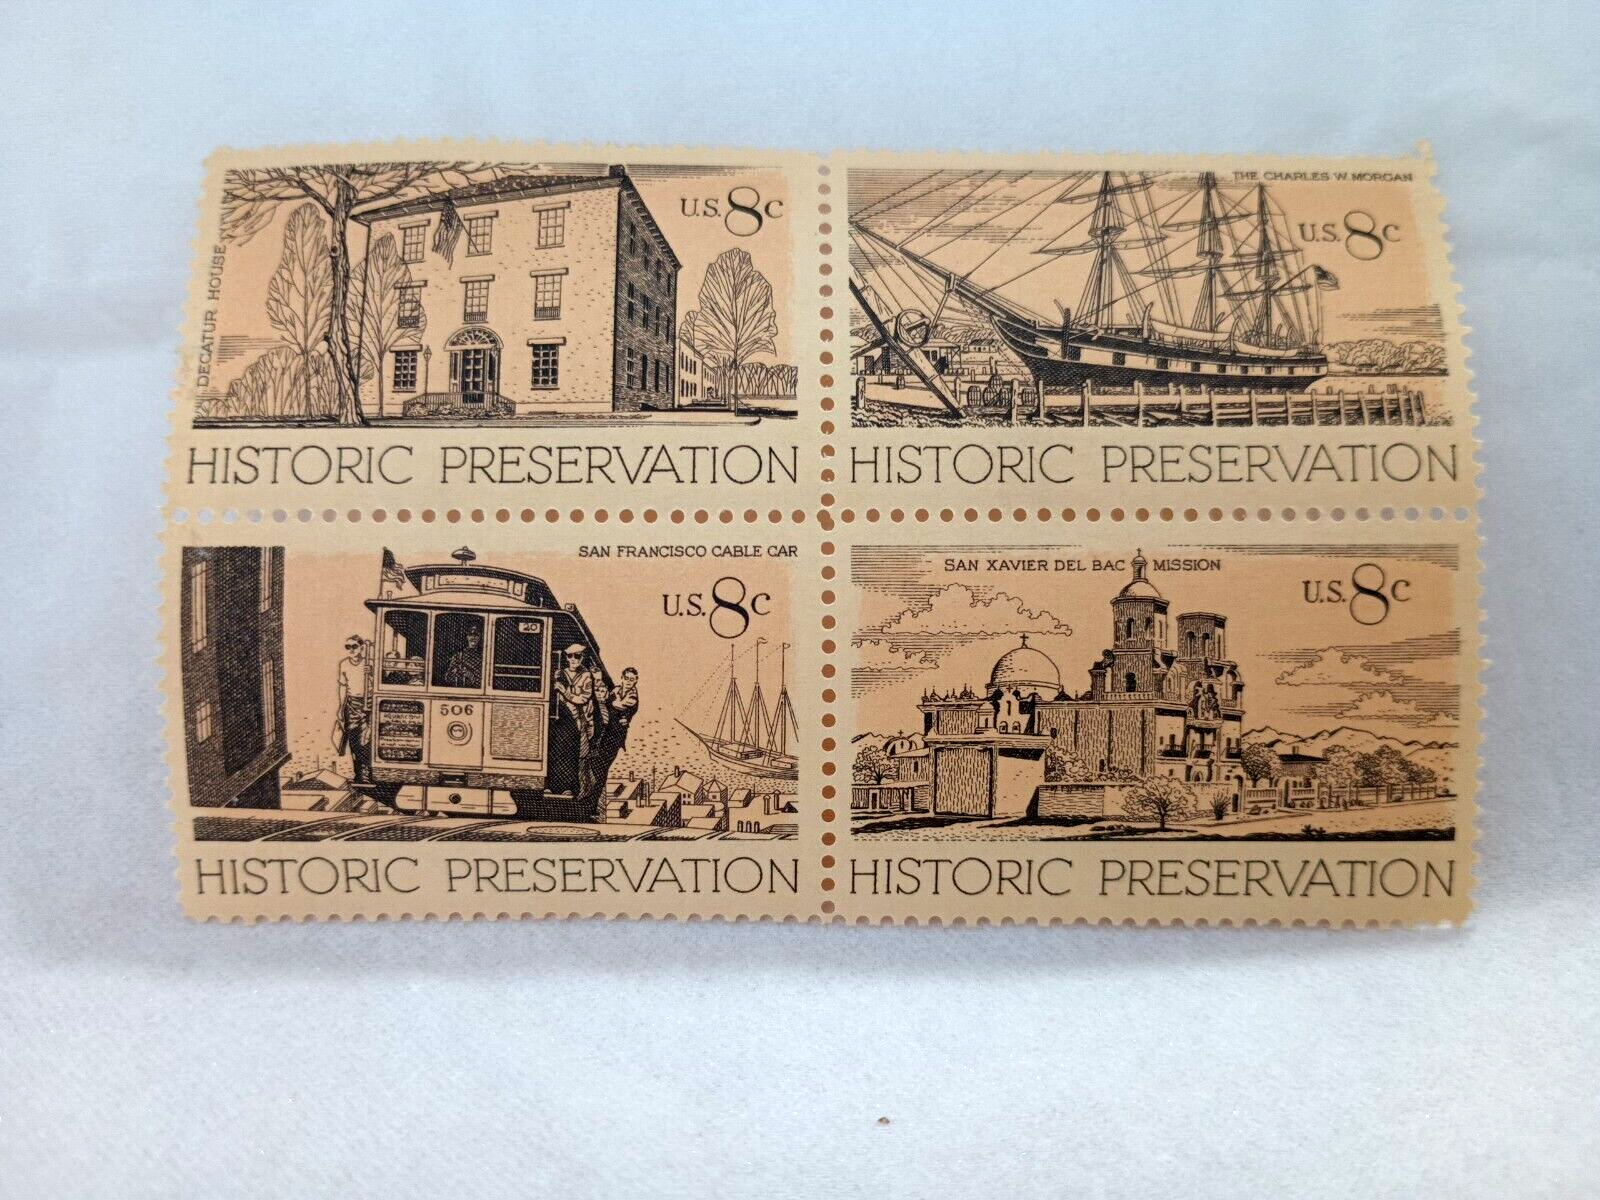 DECATUR HOUSE
U.S. 8c
HISTORIC PRESERVATION
THE CHARLES W. MORGAN
U.S. 8c
HISTORIC PRESERVATION
SAN FRANCISCO CABLE CAR
U.S. 8c
20
506
HISTORIC PRESERVATION
SAN XAVIER DEL BAC MISSION
U.S. 8c
HISTORIC PRESERVATION